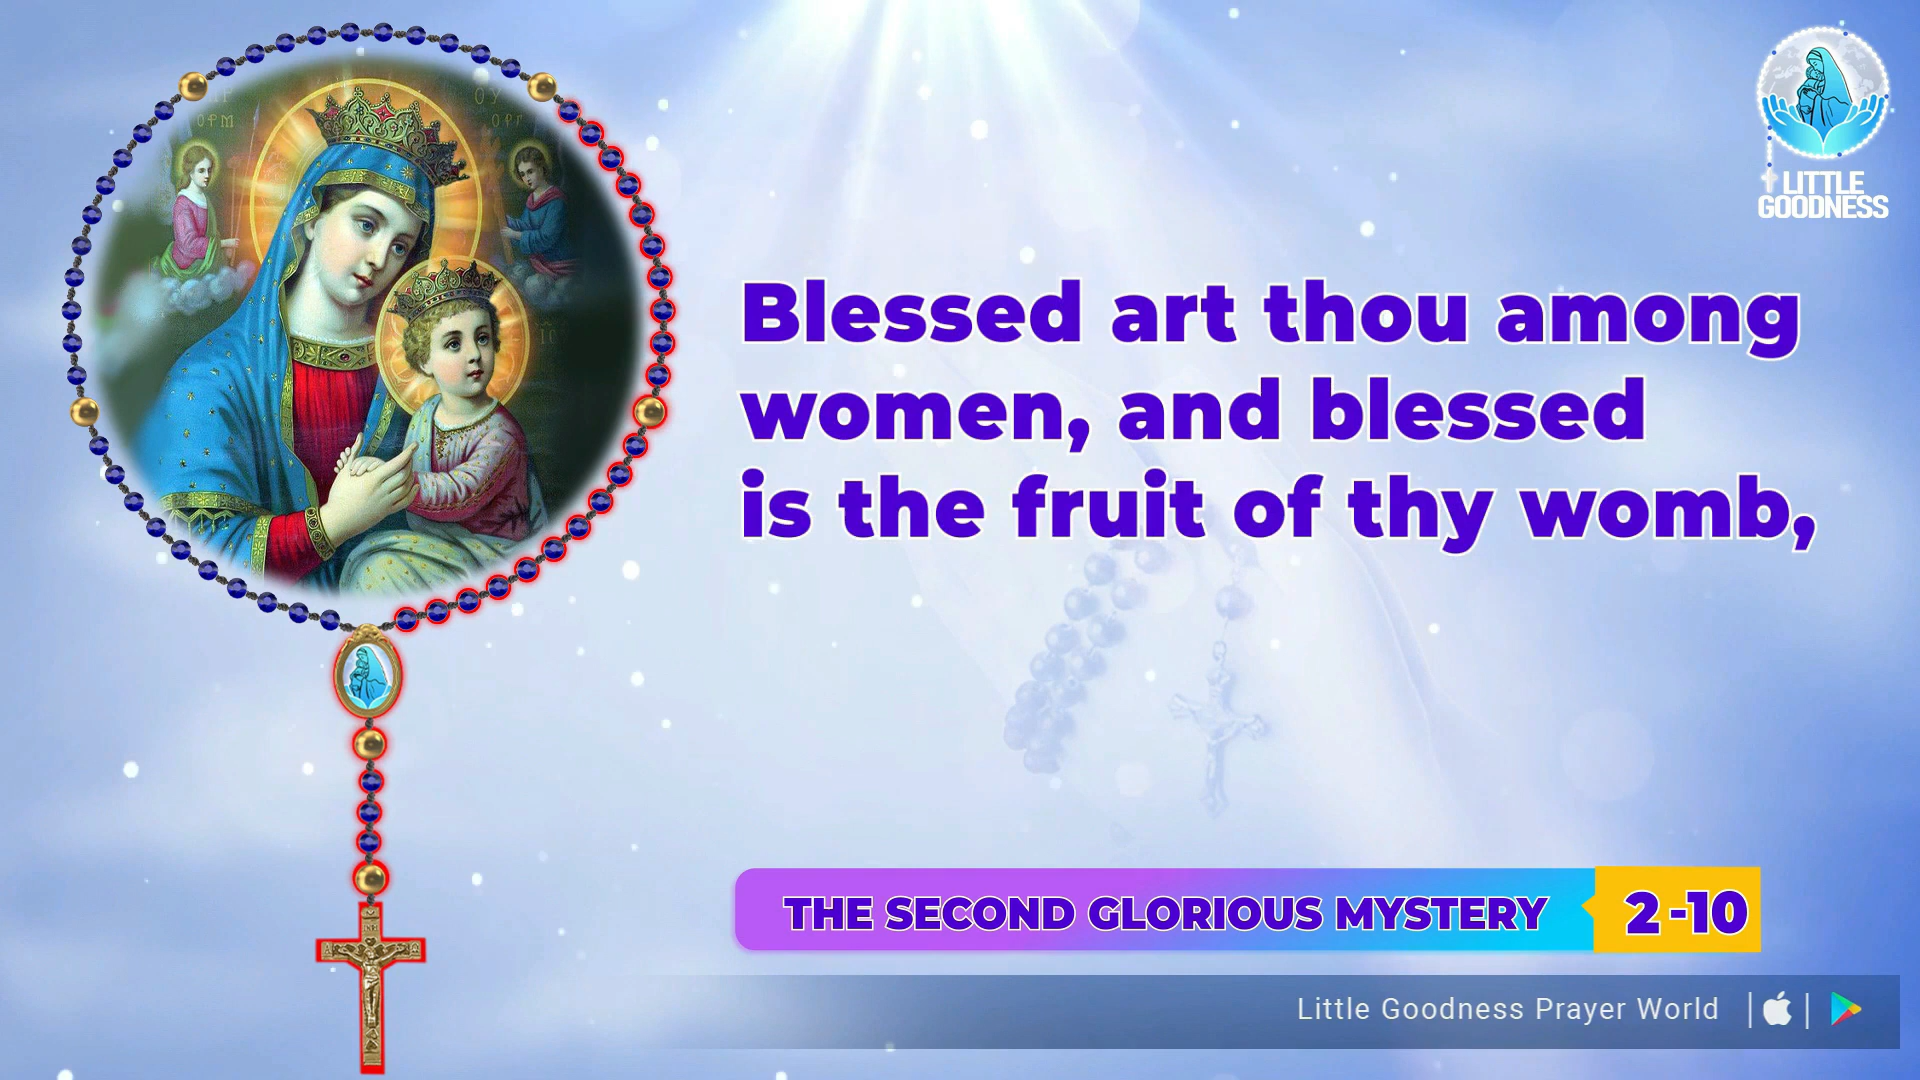 LITTLE
GOODNESS
Blessed art thou among
women, and blessed
is the fruit of thy womb,
THE SECOND GLORIOUS MYSTERY 2-10
Little Goodness Prayer World